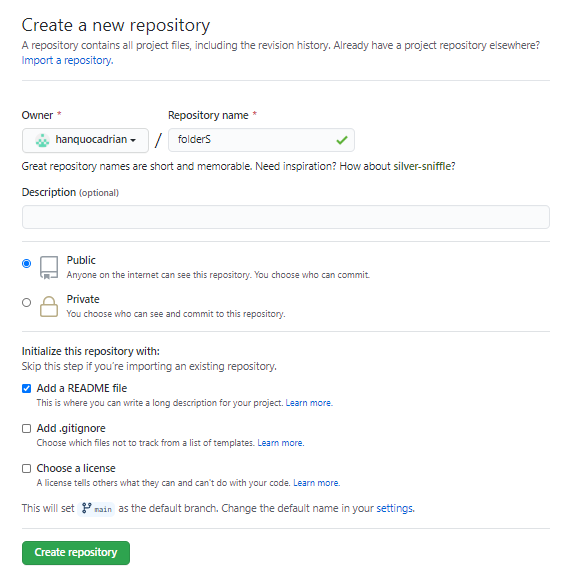 Create a new repository
A repository contains all project files, including the revision history. Already have a project repository elsewhere?
Import a repository.
Owner *
Repository name *
hanquocadrian
/
folderS
Great repository names are short and memorable. Need inspiration? How about silver-sniffle?
Description (optional)
Public
Anyone on the internet can see this repository. You choose who can commit.
Private
You choose who can see and commit to this repository.
Initialize this repository with:
Skip this step if you're importing an existing repository.
Add a README file
This is where you can write a long description for your project. Learn more.
Add .gitignore
Choose which files not to track from a list of templates. Learn more.
Choose a license
A license tells others what they can and can't do with your code. Learn more.
This will set main as the default branch. Change the default name in your settings.
Create repository